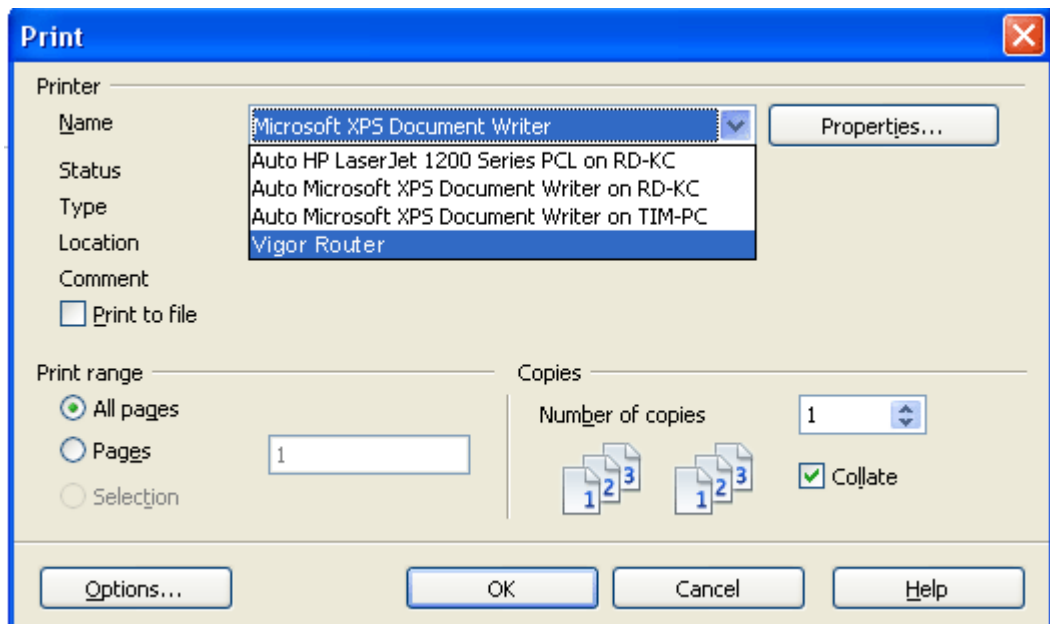 Print
Printer
Name
Microsoft XPS Document Writer
Properties...
Auto HP LaserJet 1200 Series PCL on RD-KC
Status
Auto Microsoft XPS Document Writer on RD-KC
Type
Auto Microsoft XPS Document Writer on TIM-PC
Location
Vigor Router
Comment
Print to file
Print range
Copies
All pages
Number of copies
1
Pages
1
1 2 3
1 2 3
Collate
Selection
Options...
OK
Cancel
Help